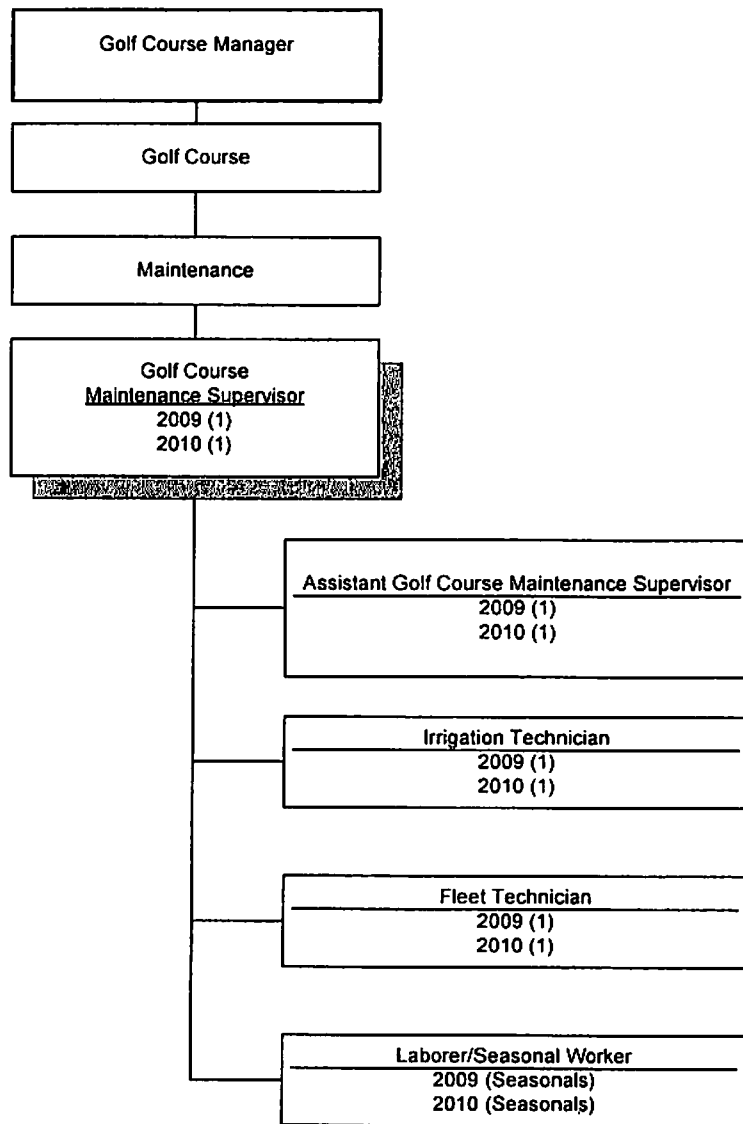 Golf Course Manager
Golf Course
Maintenance
Golf Course
Maintenance Supervisor
2009 (1)
2010 (1)
Assistant Golf Course Maintenance Supervisor
2009 (1)
2010 (1)
Irrigation Technician
2009 (1)
2010 (1)
Fleet Technician
2009 (1)
2010 (1)
Laborer/Seasonal Worker
2009 (Seasonals)
2010 (Seasonals)